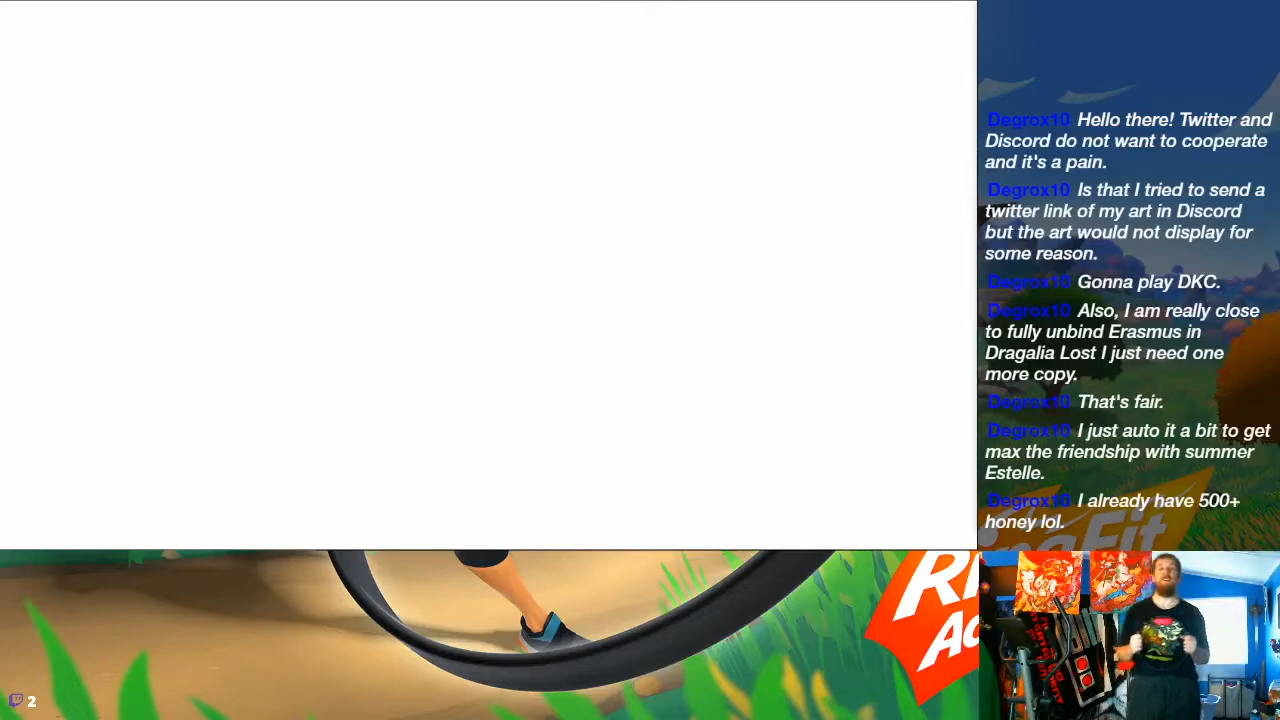 Degrox10 Hello there! Twitter and
Discord do not want to cooperate
and it's a pain.
Degrox10 Is that I tried to send a
twitter link of my art in Discord
but the art would not display for
some reason.
Degrox10 Gonna play DKC.
Degrox10 Also, I am really close
to fully unbind Erasmus in
Dragalia Lost I just need one
more copy.
Degrox10 That's fair.
Degrox10 I just auto it a bit to get
max the friendship with summer
Estelle.
Degrox10 I already have 500+
honey lol.
2